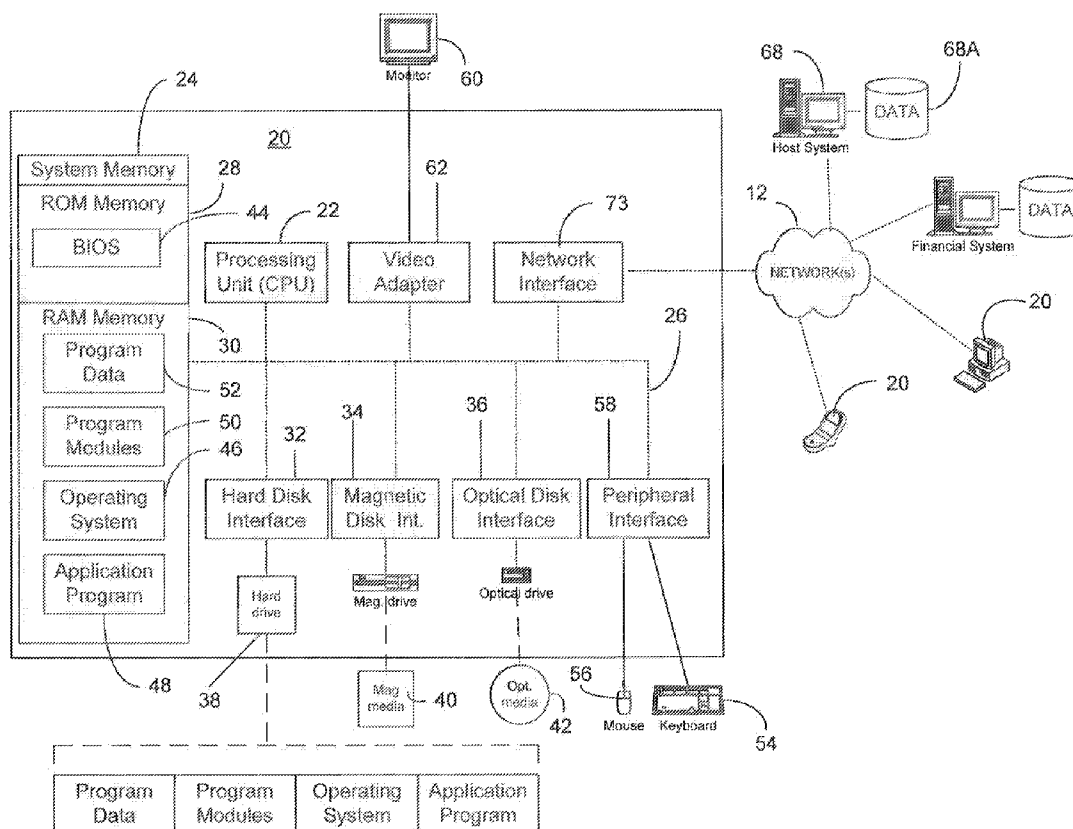 Monitor
60
68
68A
DATA
Host System
24
20
System Memory
28
ROM Memory
44
BIOS
62
22
73
12
DATA
Financial System
Processing
Unit (CPU)
Video
Adapter
Network
Interface
NETWORK(s)
RAM Memory
30
26
20
Program
Data
52
20
34
36
58
50
Program
Modules
32
46
Operating
System
Hard Disk
Interface
Magnetic
Disk Int.
Optical Disk
Interface
Peripheral
Interface
Application
Program
Hard
drive
Mag. drive
Optical drive
48
38
Mag
media
40
Opt.
media
42
56
Mouse
Keyboard
54
Program
Data
Program
Modules
Operating
System
Application
Program